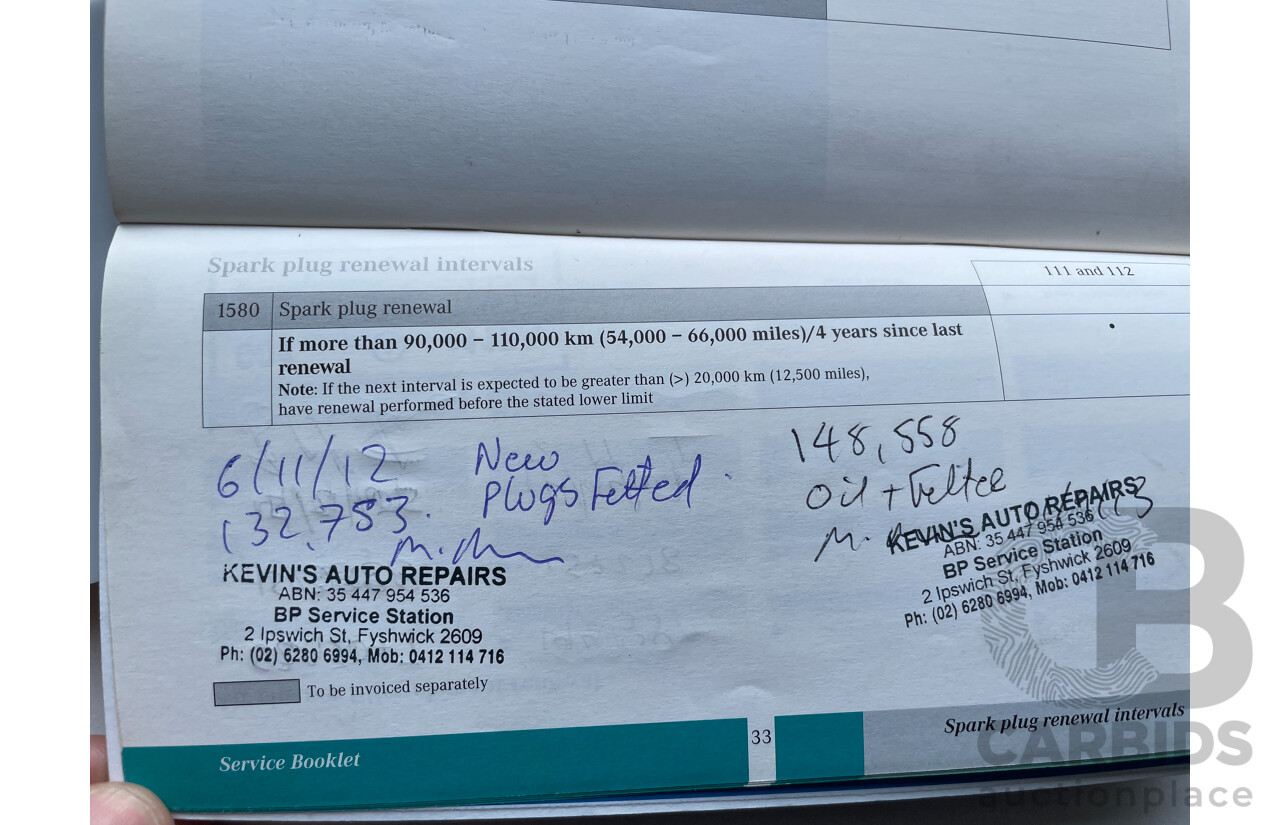 Spark plug renewal intervals
111 and 112
1580 Spark plug renewal
If more than 90,000 – 110,000 km (54,000 – 66,000 miles)/4 years since last
renewal
Note: If the next interval is expected to be greater than (>) 20,000 km (12,500 miles),
have renewal performed before the stated lower limit
6/11/12 New
132,753. Plugs Fetted.
KEVIN'S AUTO REPAIRS
ABN: 35 447 954 536
BP Service Station
2 Ipswich St, Fyshwick 2609
Ph: (02) 6280 6994, Mob: 0412 114 716
148,558
Oil + Felter
KEVIN'S AUTO REPAIRS
ABN: 35 447 954 536
BP Service Station
2 Ipswich St, Fyshwick 2609
Ph: (02) 6280 6994, Mob: 0412 114 716
To be invoiced separately
Service Booklet
33
Spark plug renewal intervals
CARBIDS
auctionplace